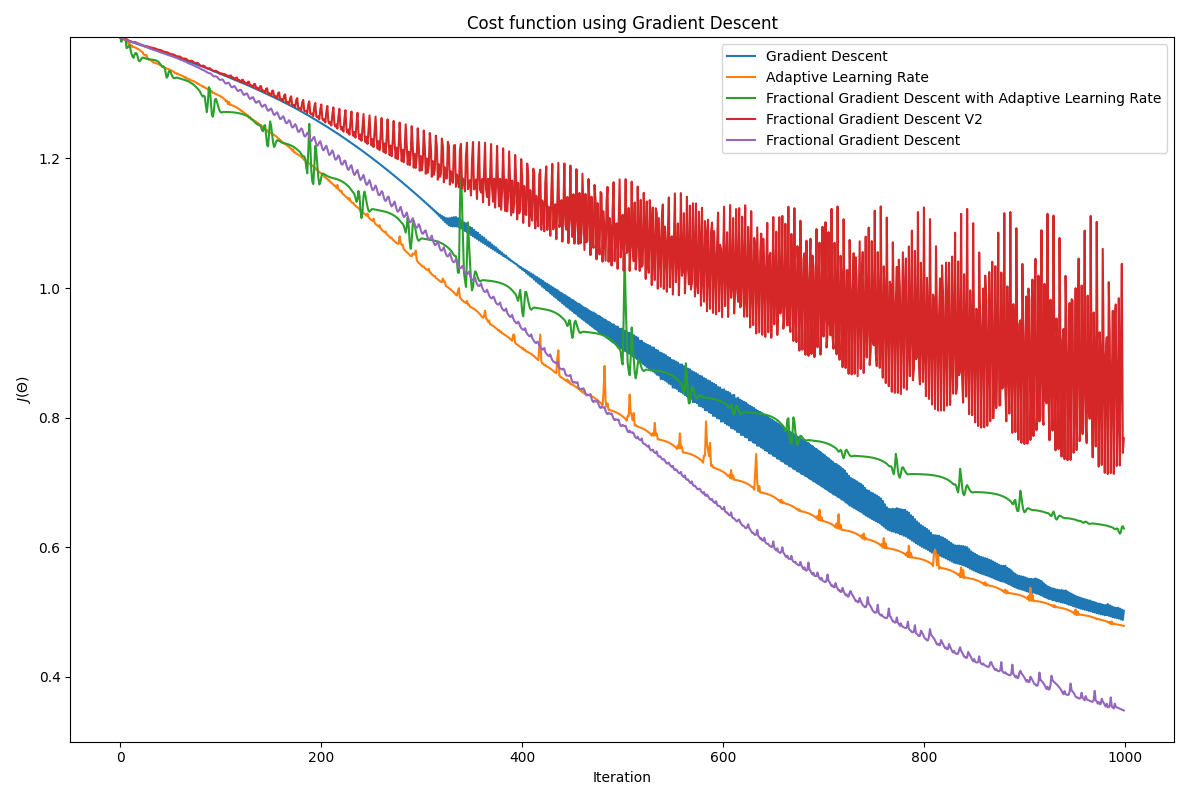 Cost function using Gradient Descent
Gradient Descent
Adaptive Learning Rate
Fractional Gradient Descent with Adaptive Learning Rate
Fractional Gradient Descent V2
Fractional Gradient Descent
1.2
1.0
0.8
0.6
0.4
J(Θ)
0
200
400
600
800
1000
Iteration